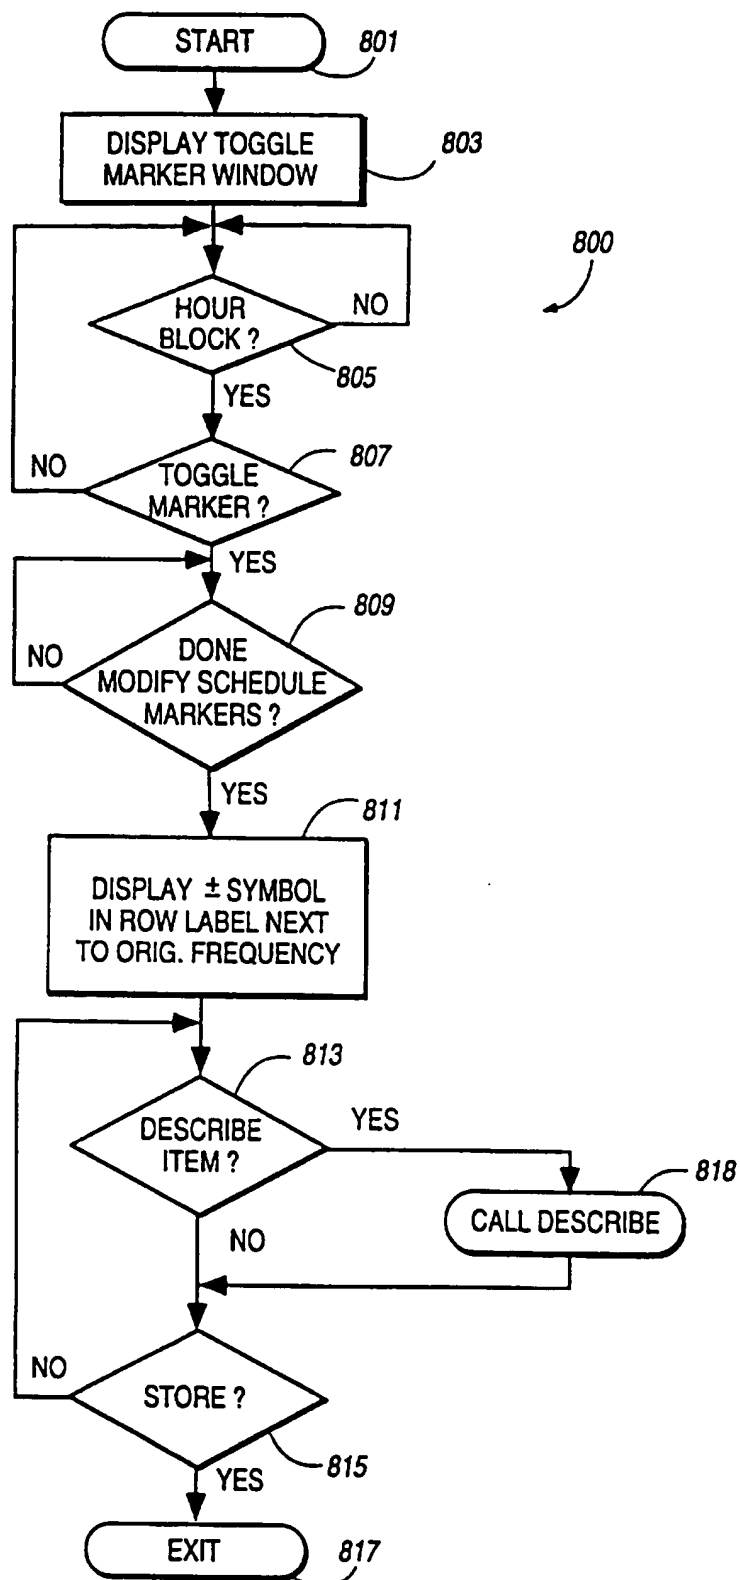 START
801
DISPLAY TOGGLE
MARKER WINDOW
803
800
HOUR
BLOCK ?
NO
805
YES
NO
TOGGLE
MARKER ?
807
YES
809
NO
DONE
MODIFY SCHEDULE
MARKERS ?
YES
811
DISPLAY ± SYMBOL
IN ROW LABEL NEXT
TO ORIG. FREQUENCY
813
DESCRIBE
ITEM ?
YES
818
CALL DESCRIBE
NO
NO
STORE ?
815
YES
EXIT
817